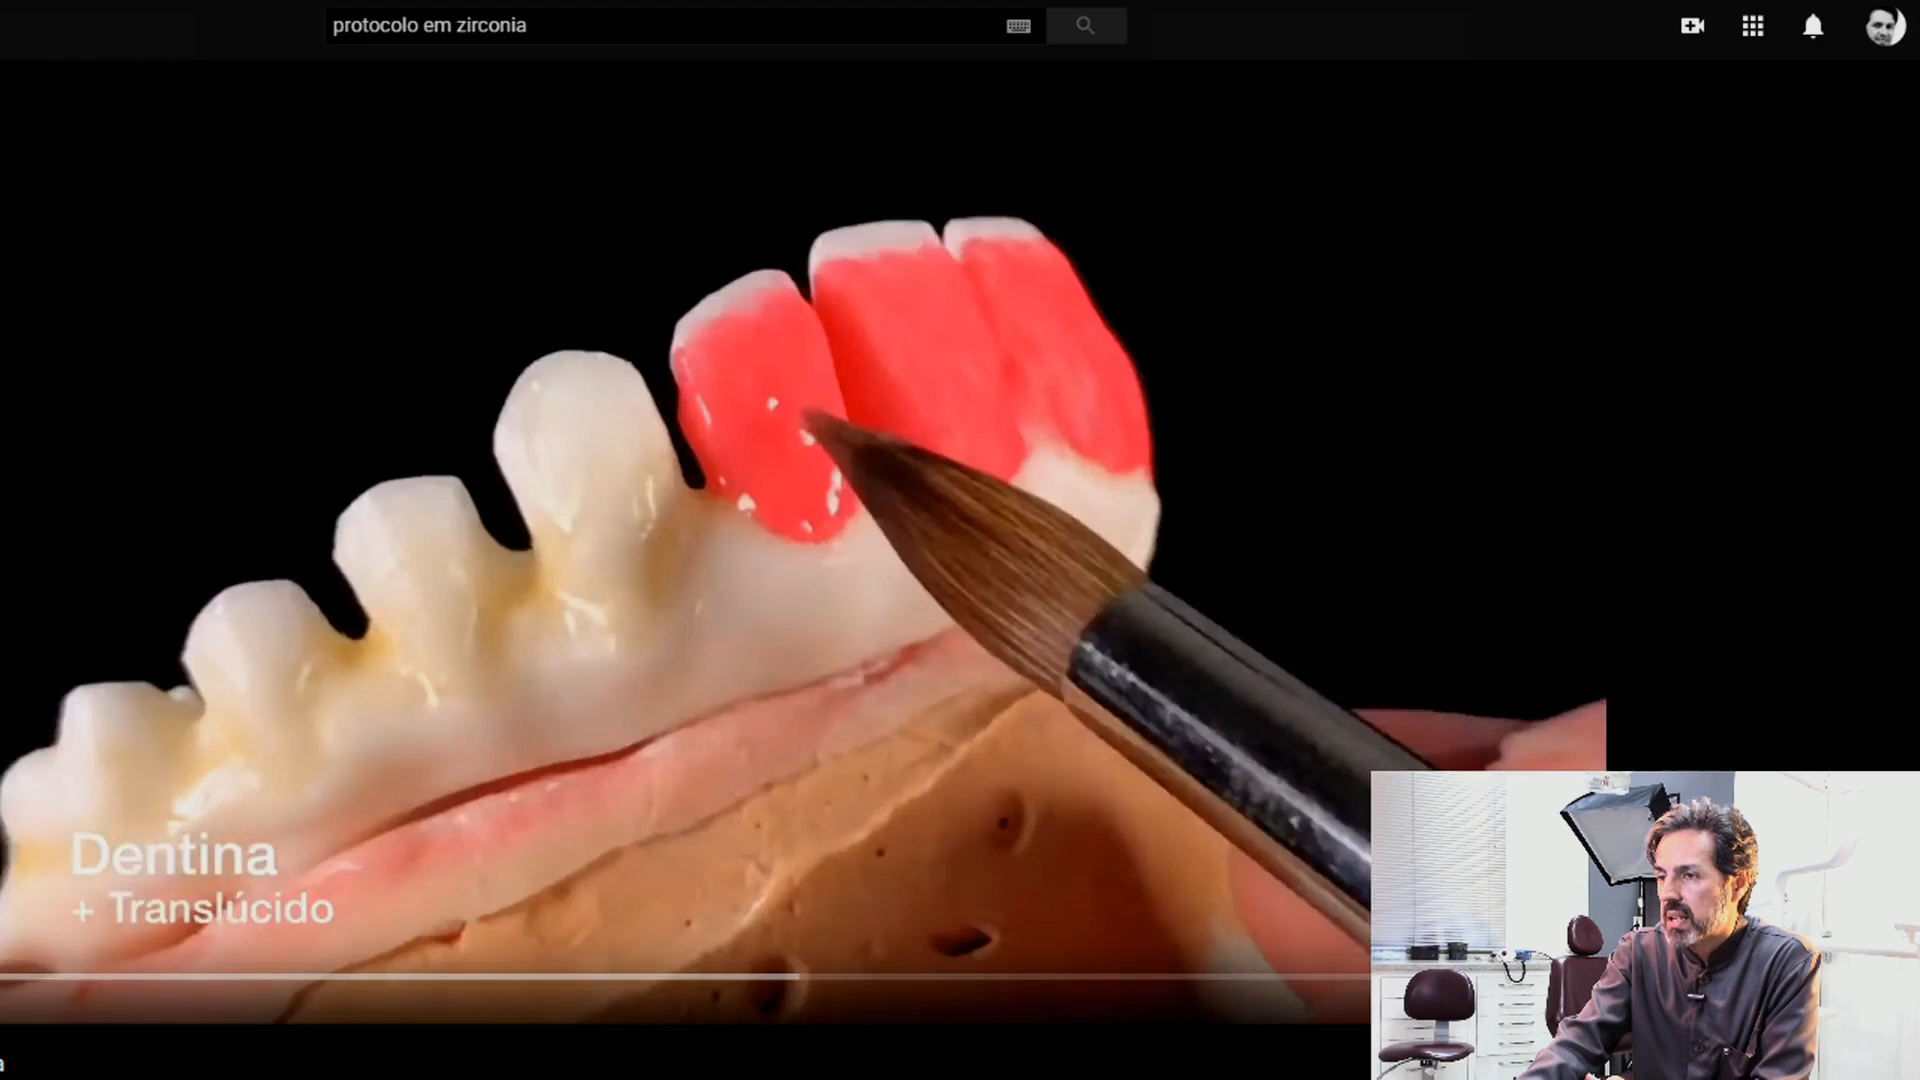 protocolo em zirconia
Dentina
+ Translúcido
a